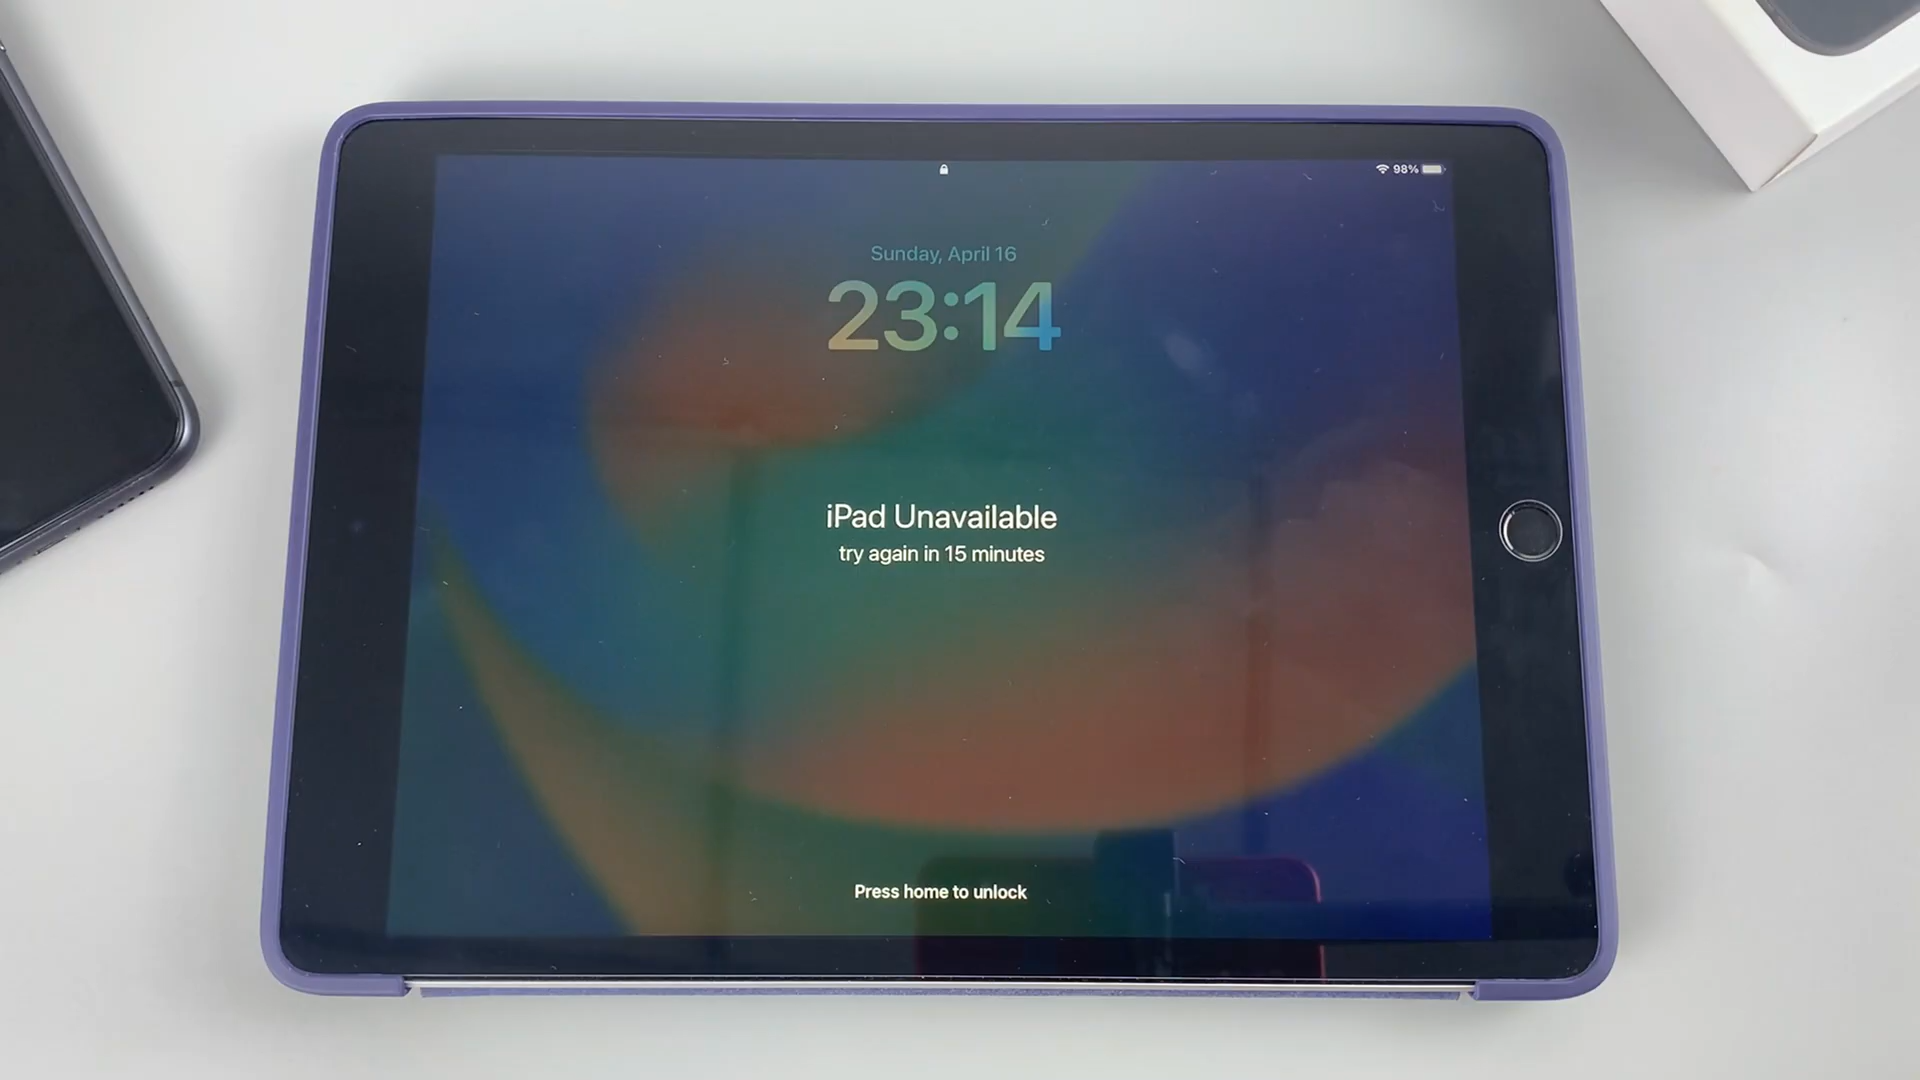 98%
Sunday, April 16
23:14
iPad Unavailable
try again in 15 minutes
Press home to unlock